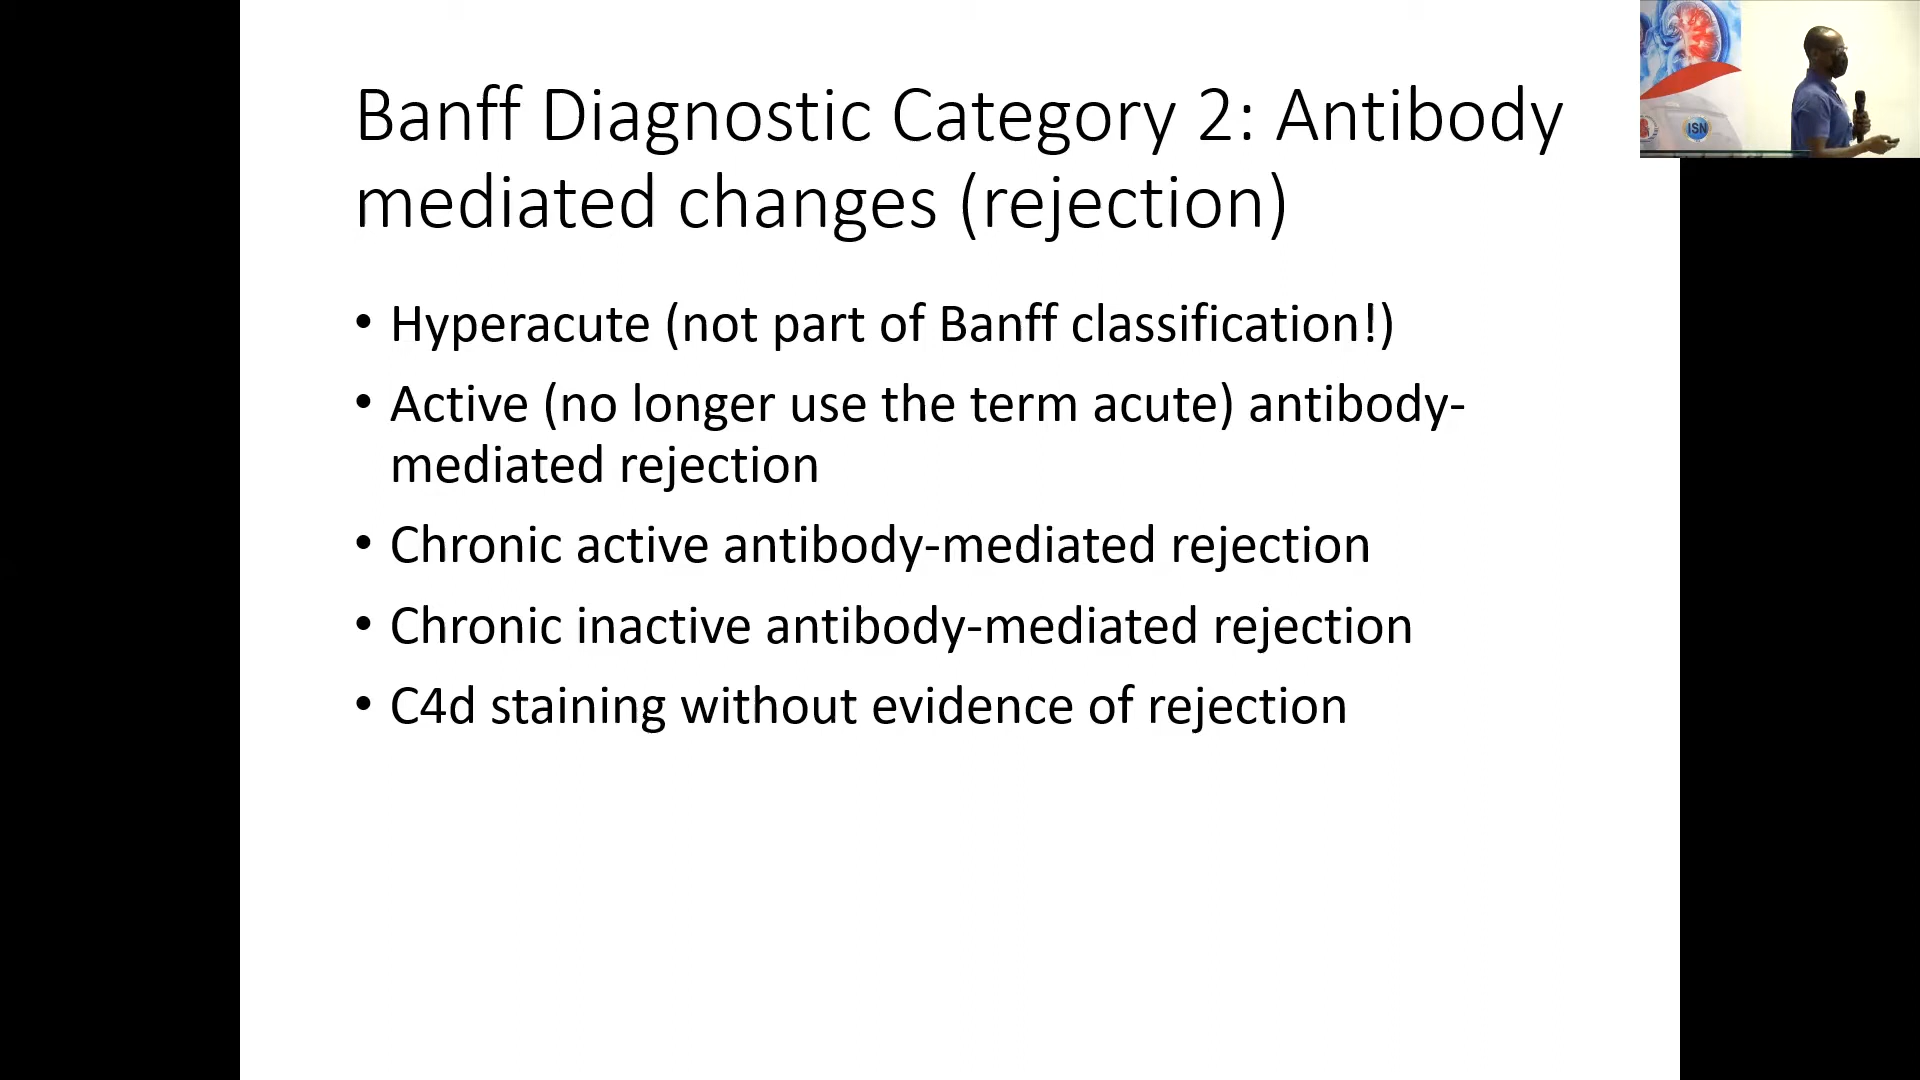 Banff Diagnostic Category 2: Antibody
mediated changes (rejection)
• Hyperacute (not part of Banff classification!)
• Active (no longer use the term acute) antibody-
mediated rejection
• Chronic active antibody-mediated rejection
• Chronic inactive antibody-mediated rejection
• C4d staining without evidence of rejection
ISN